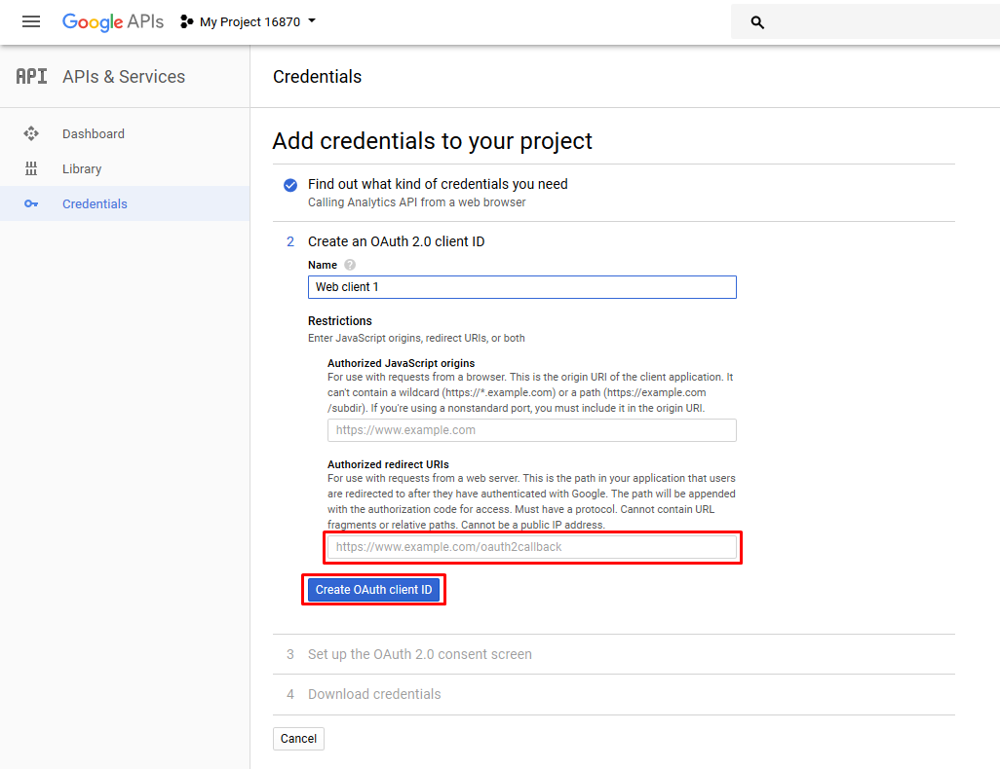 Google APIs
My Project 16870
API APIs & Services
Credentials
Dashboard
Library
Credentials
Add credentials to your project
Find out what kind of credentials you need
Calling Analytics API from a web browser
2 Create an OAuth 2.0 client ID
Name ?
Web client 1
Restrictions
Enter JavaScript origins, redirect URIs, or both
Authorized JavaScript origins
For use with requests from a browser. This is the origin URI of the client application. It
can't contain a wildcard (https://*.example.com) or a path (https://example.com
/subdir). If you're using a nonstandard port, you must include it in the origin URI.
https://www.example.com
Authorized redirect URIs
For use with requests from a web server. This is the path in your application that users
are redirected to after they have authenticated with Google. The path will be appended
with the authorization code for access. Must have a protocol. Cannot contain URL
fragments or relative paths. Cannot be a public IP address.
https://www.example.com/oauth2callback
Create OAuth client ID
3 Set up the OAuth 2.0 consent screen
4 Download credentials
Cancel